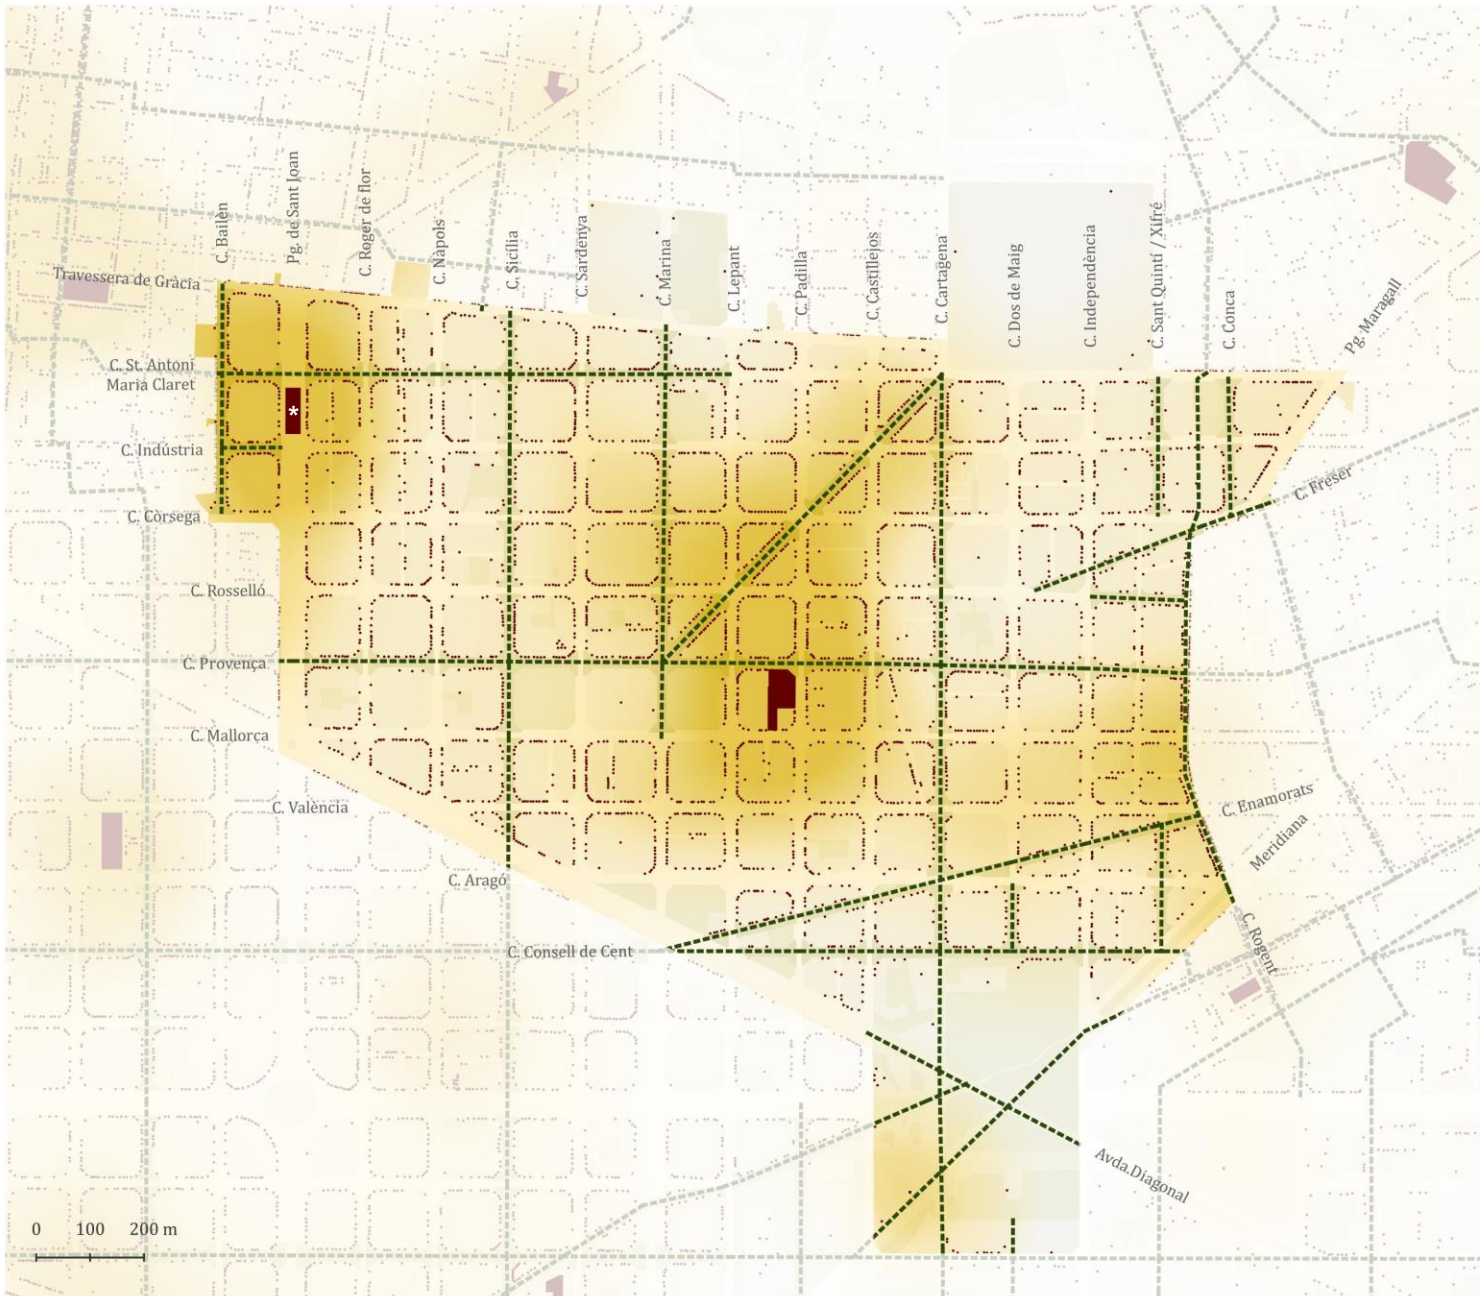 C. Bailèn
Pg. de Sant Joan
C. Roger de flor
C. Nàpols
C. Sicília
C. Sardenya
C. Marina
C. Lepant
C. Padilla
C. Castillejos
C. Cartagena
C. Dos de Maig
C. Independència
C. Sant Quintí / Xifré
C. Conca
Pg. Maragall
Travessera de Gràcia
C. St. Antoni
Maria Claret
*
C. Indústria
C. Freser
C. Còrsega
C. Rosselló
C. Provença
C. Mallorca
C. València
C. Enamorats
Meridiana
C. Aragó
C. Consell de Cent
C. Rogent
Avda.Diagonal
0 100 200 m